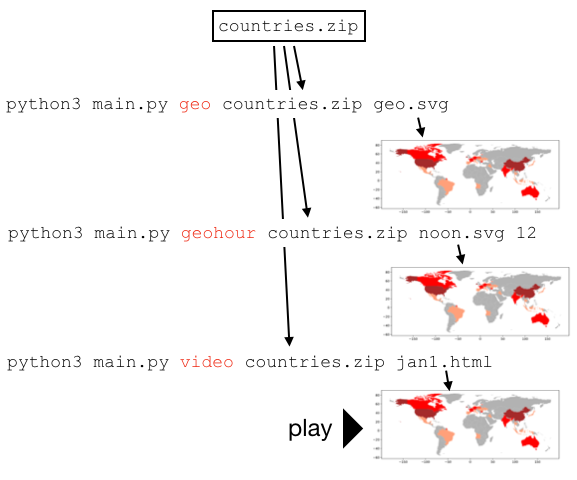 countries.zip
python3 main.py geo countries.zip geo.svg
python3 main.py geohour countries.zip noon.svg 12
python3 main.py video countries.zip jan1.html
play